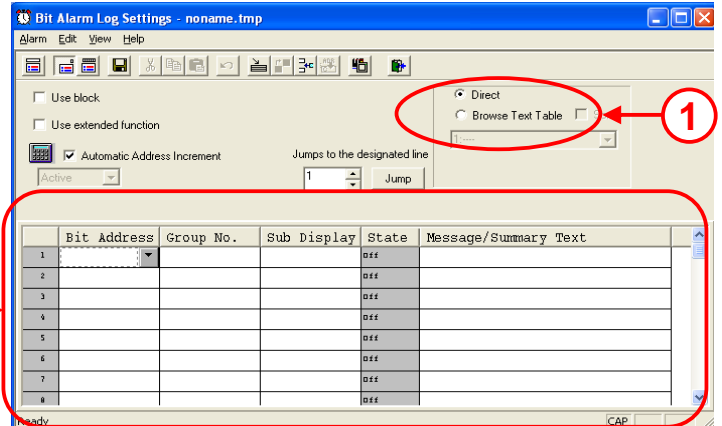 Bit Alarm Log Settings - noname.tmp
Alarm Edit View Help
Use block
Use extended function
Automatic Address Increment
Active
Jumps to the designated line
1 Jump
Direct
Browse Text Table
1:----
1
Bit Address Group No. Sub Display State Message/Summary Text
1 Off
2 Off
3 Off
4 Off
5 Off
6 Off
7 Off
8 Off
Ready CAP